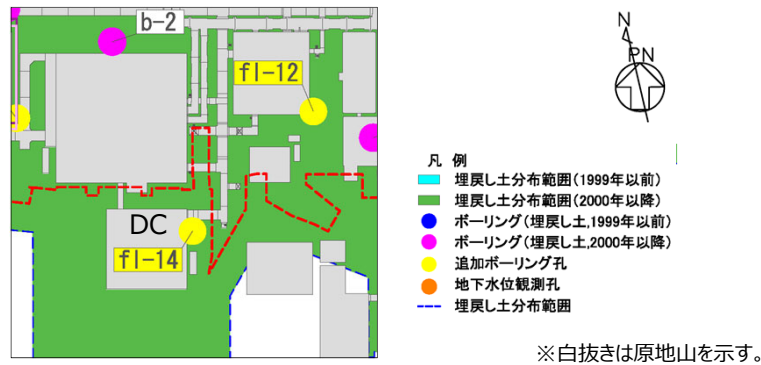 b-2
fl-12
DC
fl-14
N
PN
凡 例
埋戻し土分布範囲(1999年以前)
埋戻し土分布範囲(2000年以降)
ボーリング(埋戻し土,1999年以前)
ボーリング(埋戻し土,2000年以降)
追加ボーリング孔
地下水位観測孔
埋戻し土分布範囲
※白抜きは原地山を示す。